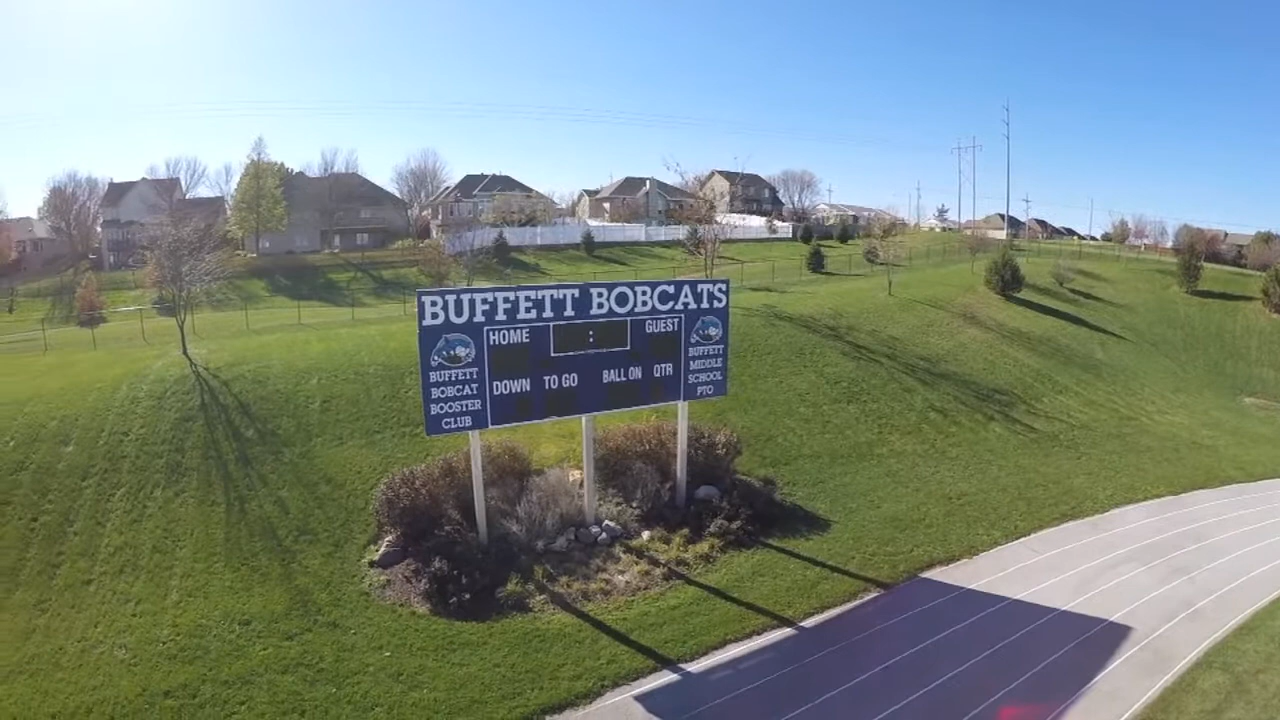 BUFFETT BOBCATS
HOME : GUEST
DOWN TO GO BALL ON QTR
BUFFETT
BOBCAT
BOOSTER
CLUB
BUFFETT
MIDDLE
SCHOOL
PTO